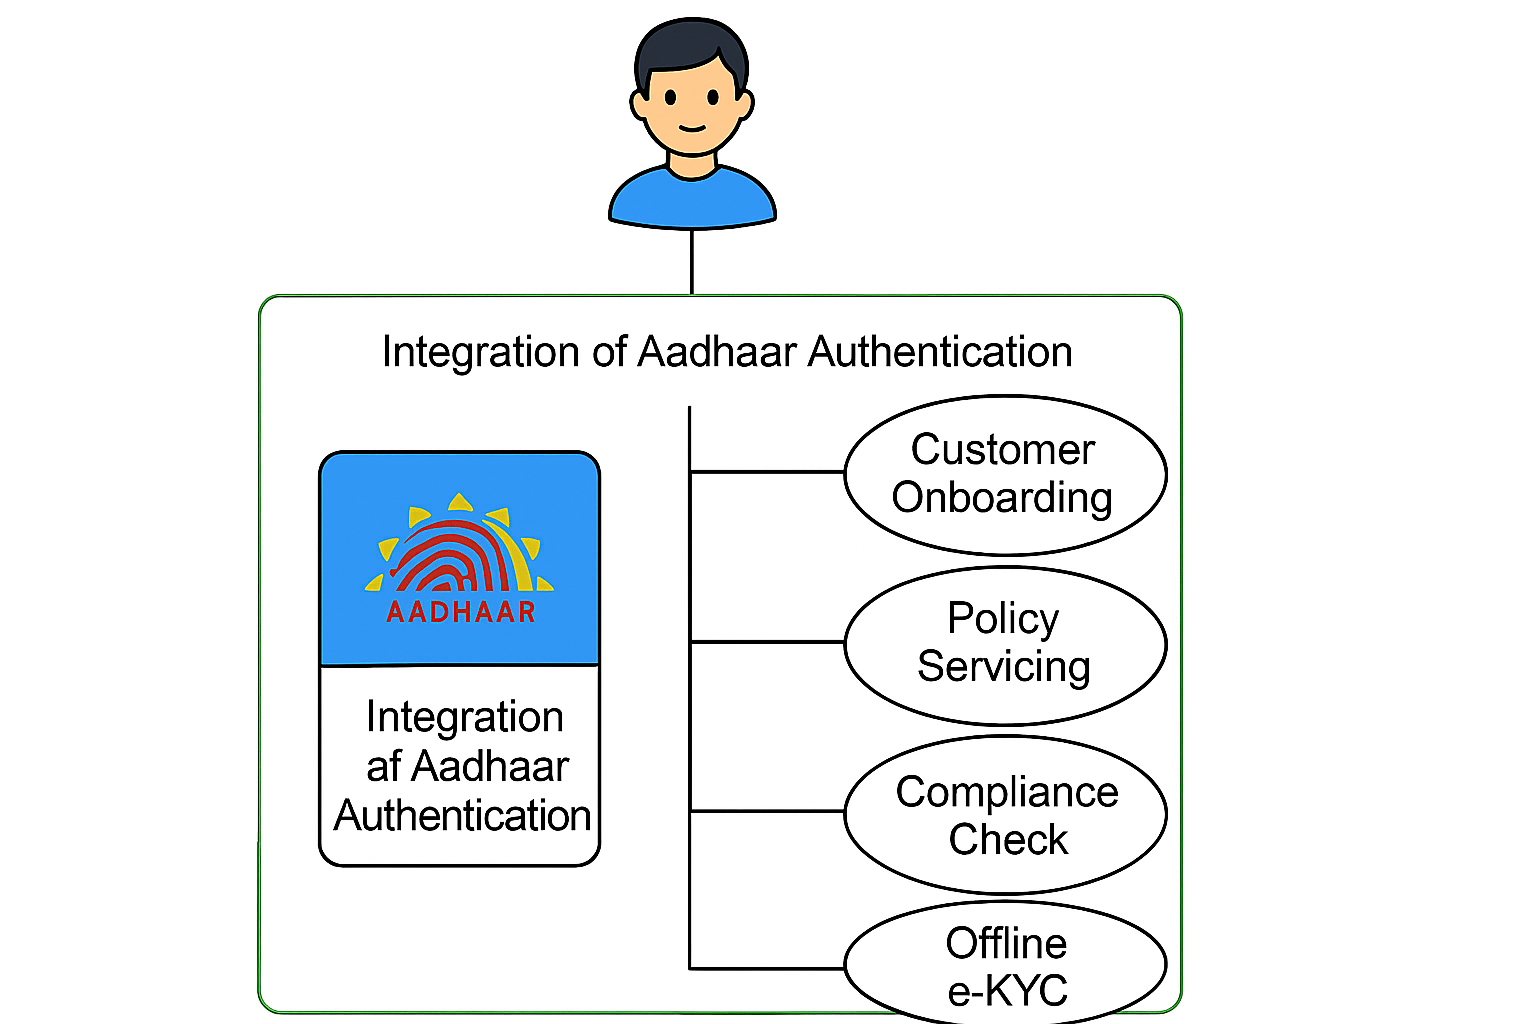 Integration of Aadhaar Authentication
AADHAAR
Integration
af Aadhaar
Authentication
Customer
Onboarding
Policy
Servicing
Compliance
Check
Offline
e-KYC